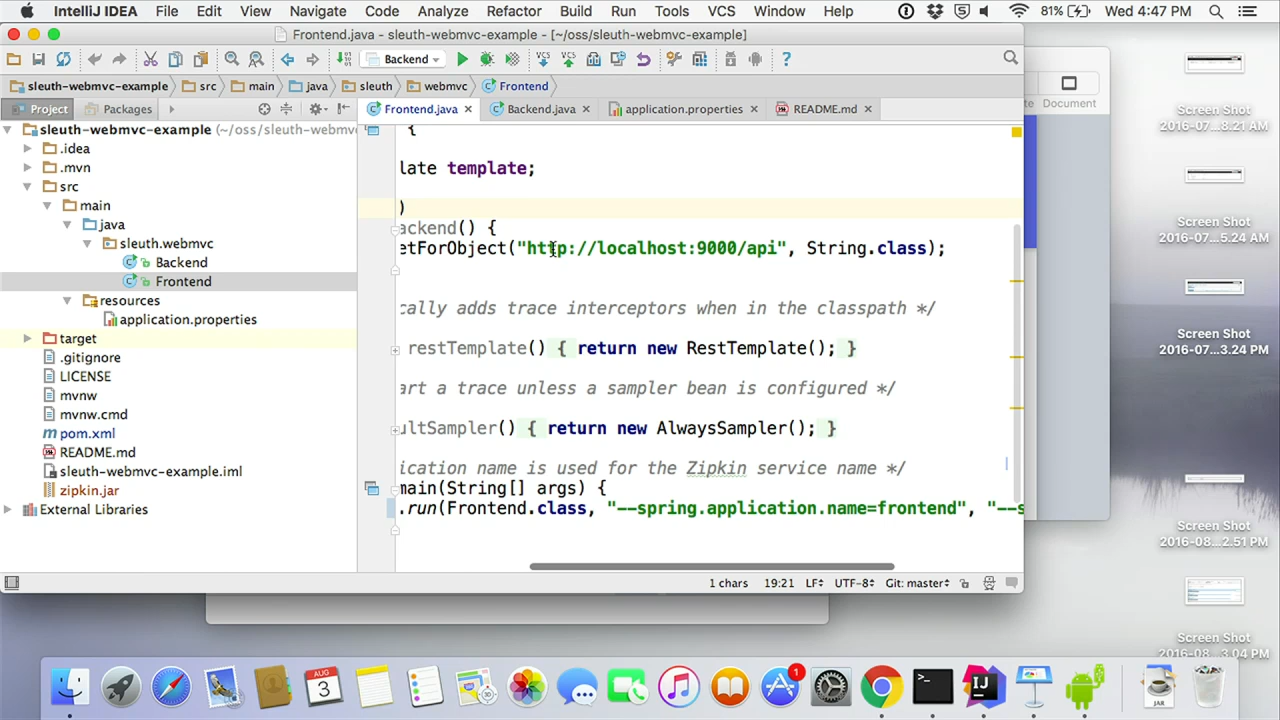 IntelliJ IDEA File Edit View Navigate Code Analyze Refactor Build Run Tools VCS Window Help 81% Wed 4:47 PM
Frontend.java - sleuth-webmvc-example - [~/oss/sleuth-webmvc-example]
Backend
sleuth-webmvc-example src main java sleuth webmvc Frontend
Project Packages Frontend.java Backend.java application.properties README.md
sleuth-webmvc-example (~/oss/sleuth-webmvc-
.idea
.mvn
src
main
java
sleuth.webmvc
Backend
Frontend
resources
application.properties
target
.gitignore
LICENSE
mvnw
mvnw.cmd
pom.xml
README.md
sleuth-webmvc-example.iml
zipkin.jar
External Libraries
{
late template;
)
ackend() {
etForObject("http://localhost:9000/api", String.class);
cally adds trace interceptors when in the classpath */
restTemplate() { return new RestTemplate(); }
art a trace unless a sampler bean is configured */
ultSampler() { return new AlwaysSampler(); }
ication name is used for the Zipkin service name */
main(String[] args) {
.run(Frontend.class, "--spring.application.name=frontend", "--s
1 chars 19:21 LF÷ UTF-8÷ Git: master÷
te Document
Screen Shot
2016-07...8.21 AM
Screen Shot
2016-07...5.24 AM
Screen Shot
2016-07...3.24 PM
Screen Shot
2016-08...2.51 PM
Screen Shot
2016-08...3.04 PM
AUG
3
30
1
>_
IJ
JAR